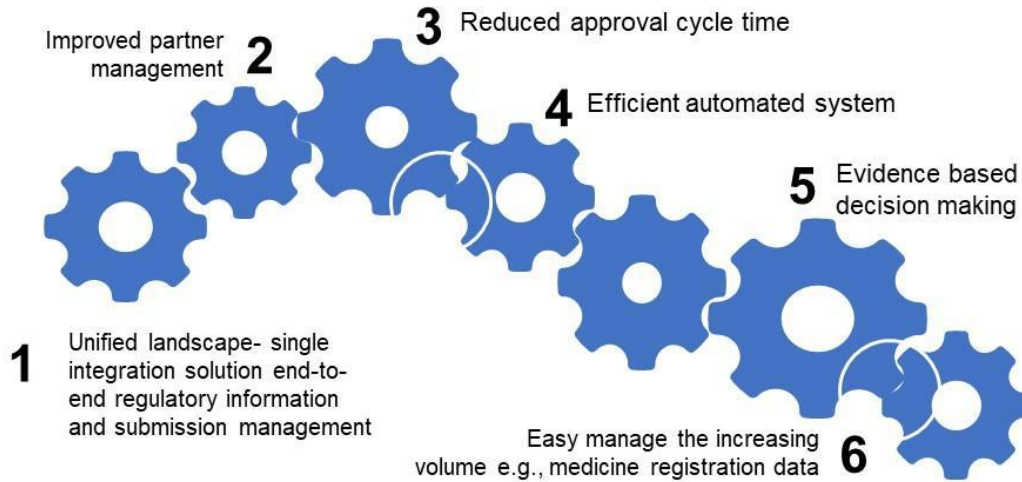 1
Unified landscape- single
integration solution end-to-
end regulatory information
and submission management
Improved partner
management
2
3
Reduced approval cycle time
4
Efficient automated system
5
Evidence based
decision making
Easy manage the increasing
volume e.g., medicine registration data
6